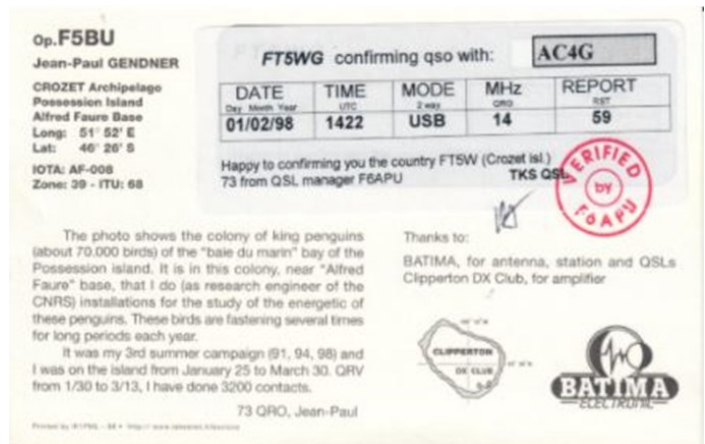 Op.F5BU
Jean-Paul GENDNER
CROZET Archipelago
Possession Island
Alfred Faure Base
Long: 51° 52' E
Lat: 46° 26' S
IOTA: AF-008
Zone: 39 - ITU: 68
FT5WG confirming qso with: AC4G
DATE TIME MODE MHz REPORT
Day Month Year UTC 2 way QRG RST
01/02/98 1422 USB 14 59
Happy to confirming you the country FT5W (Crozet isl.)
73 from QSL manager F6APU TKS QSL
VERIFIED by F6APU
The photo shows the colony of king penguins
(about 70.000 birds) of the "baie du marin" bay of the
Possession island. It is in this colony, near "Alfred
Faure" base, that I do (as research engineer of the
CNRS) installations for the study of the energetic of
these penguins. These birds are fastening several times
for long periods each year.
It was my 3rd summer campaign (91, 94, 98) and
I was on the island from January 25 to March 30. QRV
from 1/30 to 3/13, I have done 3200 contacts.
73 QRO, Jean-Paul
Thanks to:
BATIMA, for antenna, station and QSLs
Clipperton DX Club, for amplifier
CLIPPERTON
DX CLUB
BATIMA
ELECTRONIC
Printed by